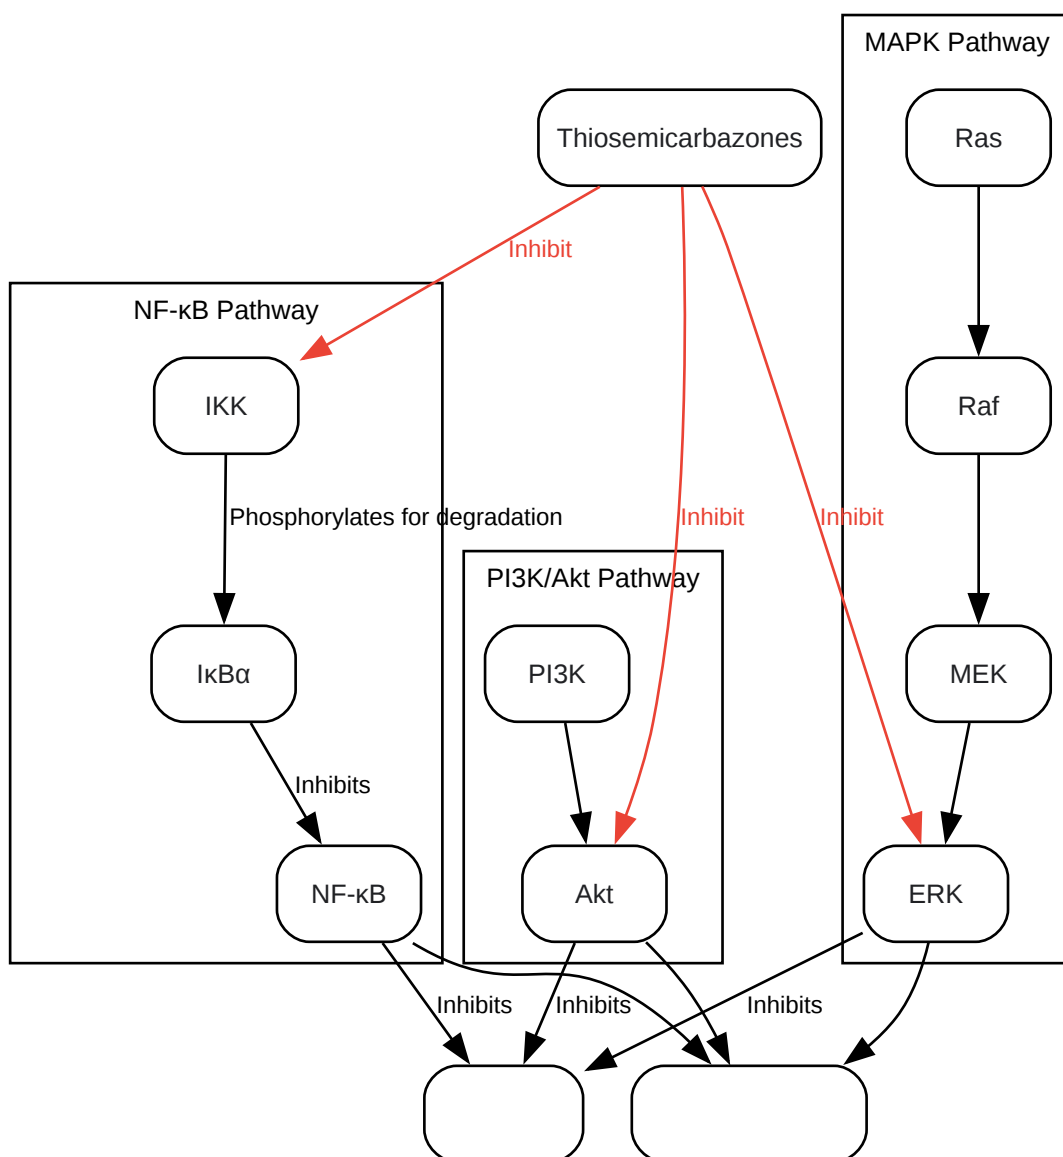 MAPK Pathway
Thiosemicarbazones
Ras
Inhibit
NF-κB Pathway
IKK
Raf
Phosphorylates for degradation
Inhibit
Inhibit
PI3K/Akt Pathway
IκBα
PI3K
MEK
Inhibits
NF-κB
Akt
ERK
Inhibits
Inhibits
Inhibits